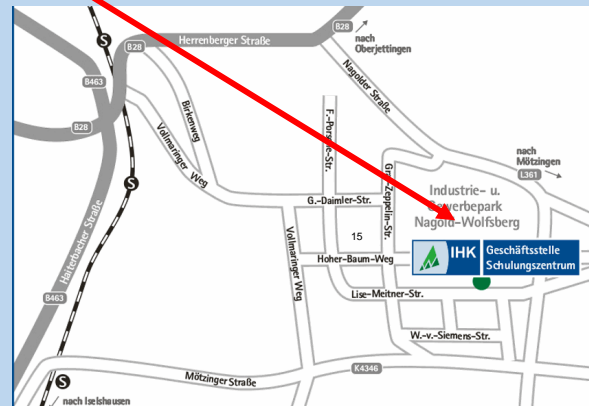 B28
nach
Oberjettingen
Herrenberger Straße
S
B28
B463
Nagolder Straße
Birkenweg
F.-Porsche-Str.
B28
Vollmaringer Weg
nach
Mötzingen
L361
S
Industrie- u.
Gewerbepark
Nagold-Wolfsberg
G.-Daimler-Str.
Graf-Zeppelin-Str.
15
Haiterbacher Straße
Vollmaringer Weg
Hoher-Baum-Weg
IHK
Geschäftsstelle
Schulungszentrum
Lise-Meitner-Str.
B463
W.-v.-Siemens-Str.
K4346
Mötzinger Straße
S
nach Iselshausen